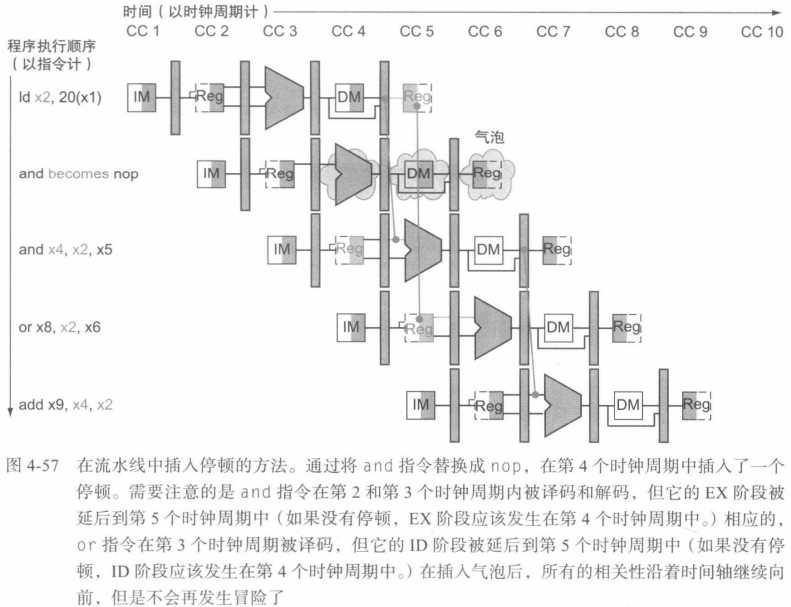 时间（以时钟周期计）
CC 1 CC 2 CC 3 CC 4 CC 5 CC 6 CC 7 CC 8 CC 9 CC 10
程序执行顺序
（以指令计）
ld x2, 20(x1)
IM Reg DM Reg
气泡
and becomes nop
IM Reg DM Reg
and x4, x2, x5
IM Reg DM Reg
or x8, x2, x6
IM Reg DM Reg
add x9, x4, x2
IM Reg DM Reg
图 4-57 在流水线中插入停顿的方法。通过将 and 指令替换成 nop，在第 4 个时钟周期中插入了一个
停顿。需要注意的是 and 指令在第 2 和第 3 个时钟周期内被译码和解码，但它的 EX 阶段被
延后到第 5 个时钟周期中（如果没有停顿，EX 阶段应该发生在第 4 个时钟周期中。）相应的，
or 指令在第 3 个时钟周期被译码，但它的 ID 阶段被延后到第 5 个时钟周期中（如果没有停
顿，ID 阶段应该发生在第 4 个时钟周期中。）在插入气泡后，所有的相关性沿着时间轴继续向
前，但是不会再发生冒险了